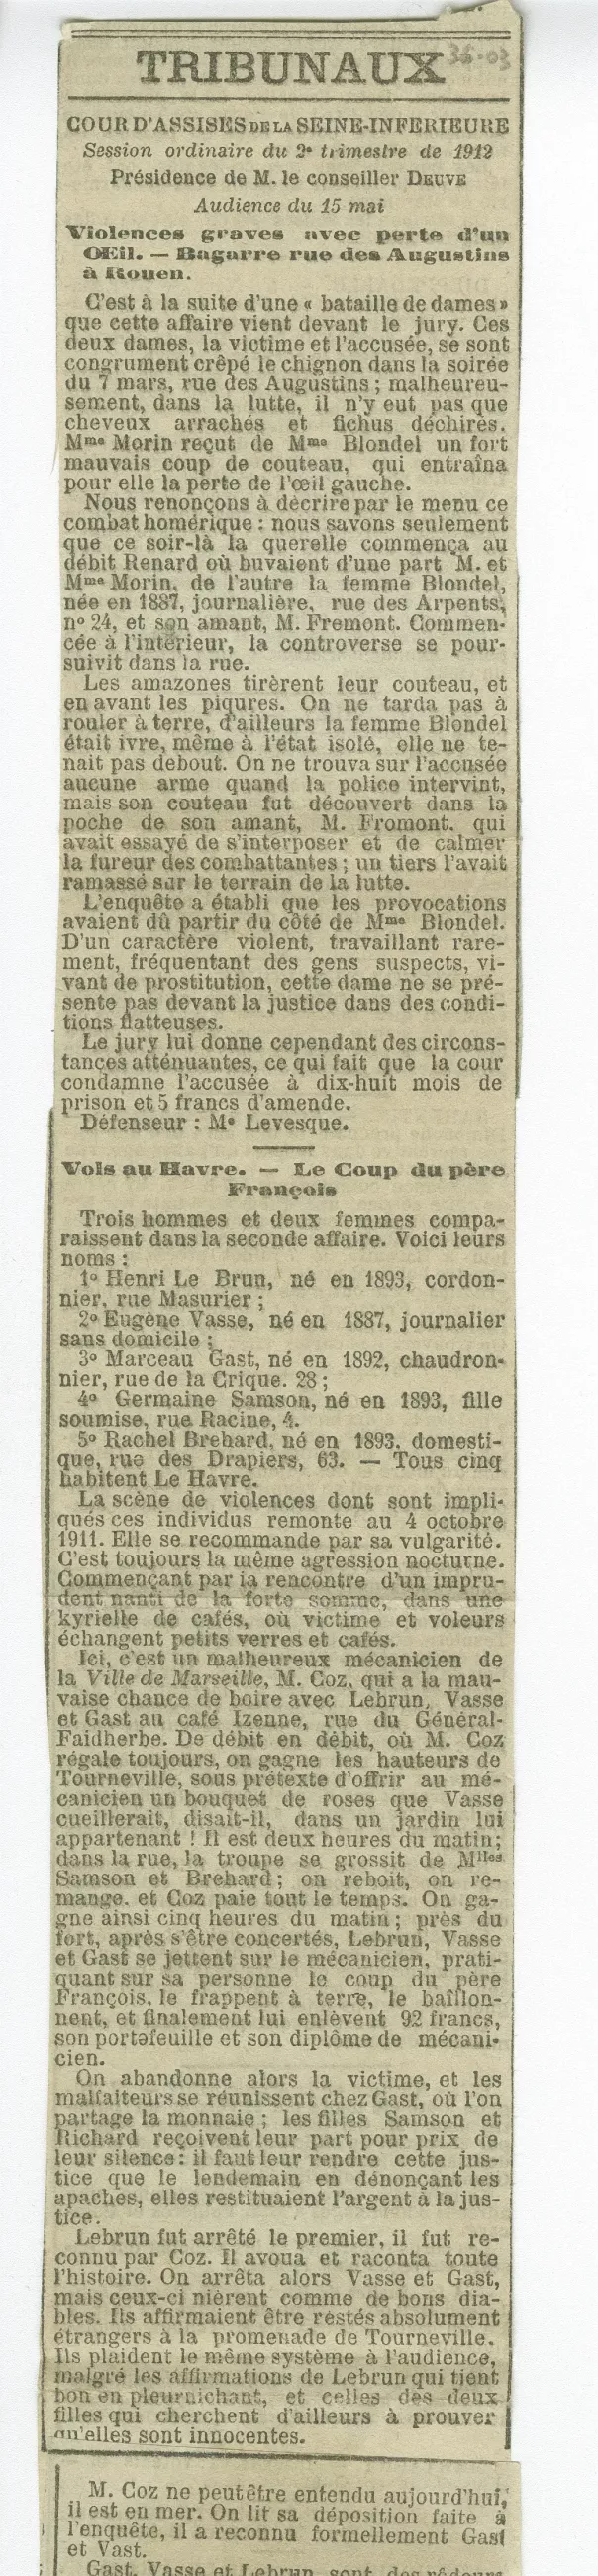 36-03
TRIBUNAUX
COUR D'ASSISES DE LA SEINE-INFERIEURE
Session ordinaire du 2e trimestre de 1912
Présidence de M. le conseiller DEUVE
Audience du 15 mai
Violences graves avec perte d'un
Œil. — Bagarre rue des Augustins
à Rouen.
C'est à la suite d'une « bataille de dames »
que cette affaire vient devant le jury. Ces
deux dames, la victime et l'accusée, se sont
congrument crêpé le chignon dans la soirée
du 7 mars, rue des Augustins ; malheureu-
sement, dans la lutte, il n'y eut pas que
cheveux arrachés et fichus déchirés.
Mme Morin reçut de Mme Blondel un fort
mauvais coup de couteau, qui entraîna
pour elle la perte de l'œil gauche.
Nous renonçons à décrire par le menu ce
combat homérique : nous savons seulement
que ce soir-là la querelle commença au
débit Renard où buvaient d'une part M. et
Mme Morin, de l'autre la femme Blondel,
née en 1887, journalière, rue des Arpents,
no 24, et son amant, M. Fremont. Commen-
cée à l'intérieur, la controverse se pour-
suivit dans la rue.
Les amazones tirèrent leur couteau, et
en avant les piqures. On ne tarda pas à
rouler à terre, d'ailleurs la femme Blondel
était ivre, même à l'état isolé, elle ne te-
nait pas debout. On ne trouva sur l'accusée
aucune arme quand la police intervint,
mais son couteau fut découvert dans la
poche de son amant, M. Fromont, qui
avait essayé de s'interposer et de calmer
la fureur des combattantes ; un tiers l'avait
ramassé sur le terrain de la lutte.
L'enquête a établi que les provocations
avaient dû partir du côté de Mme Blondel.
D'un caractère violent, travaillant rare-
ment, fréquentant des gens suspects, vi-
vant de prostitution, cette dame ne se pré-
sente pas devant la justice dans des condi-
tions flatteuses.
Le jury lui donne cependant des circons-
tances atténuantes, ce qui fait que la cour
condamne l'accusée à dix-huit mois de
prison et 5 francs d'amende.
Défenseur : Me Levesque.
Vols au Havre. — Le Coup du père
François
Trois hommes et deux femmes compa-
raissent dans la seconde affaire. Voici leurs
noms :
1o Henri Le Brun, né en 1893, cordon-
nier, rue Masurier ;
2o Eugène Vasse, né en 1887, journalier
sans domicile ;
3o Marceau Gast, né en 1892, chaudron-
nier, rue de la Crique. 28 ;
4o Germaine Samson, né en 1893, fille
soumise, rue Racine, 4.
5o Rachel Brehard, né en 1893, domesti-
que, rue des Drapiers, 63. — Tous cinq
habitent Le Havre.
La scène de violences dont sont impli-
qués ces individus remonte au 4 octobre
1911. Elle se recommande par sa vulgarité.
C'est toujours la même agression nocturne.
Commençant par la rencontre d'un impru-
dent nanti de la forte somme, dans une
kyrielle de cafés, où victime et voleurs
échangent petits verres et cafés.
Ici, c'est un malheureux mécanicien de
la Ville de Marseille, M. Coz, qui a la mau-
vaise chance de boire avec Lebrun, Vasse
et Gast au café Izenne, rue du Général-
Faidherbe. De débit en débit, où M. Coz
régale toujours, on gagne les hauteurs de
Tourneville, sous prétexte d'offrir au mé-
canicien un bouquet de roses que Vasse
cueillerait, disait-il, dans un jardin lui
appartenant ! Il est deux heures du matin ;
dans la rue, la troupe se grossit de Mlles
Samson et Brehard ; on reboit, on re-
mange, et Coz paie tout le temps. On ga-
gne ainsi cinq heures du matin ; près du
fort, après s'être concertés, Lebrun, Vasse
et Gast se jettent sur le mécanicien, prati-
quant sur sa personne le coup du père
François, le frappent à terre, le baillon-
nent, et finalement lui enlèvent 92 francs,
son portefeuille et son diplôme de mécani-
cien.
On abandonne alors la victime, et les
malfaiteurs se réunissent chez Gast, où l'on
partage la monnaie ; les filles Samson et
Richard reçoivent leur part pour prix de
leur silence : il faut leur rendre cette jus-
tice que le lendemain en dénonçant les
apaches, elles restituaient l'argent à la jus-
tice.
Lebrun fut arrêté le premier, il fut re-
connu par Coz. Il avoua et raconta toute
l'histoire. On arrêta alors Vasse et Gast,
mais ceux-ci nièrent comme de bons dia-
bles. Ils affirmaient être restés absolument
étrangers à la promenade de Tourneville.
Ils plaident le même système à l'audience,
malgré les affirmations de Lebrun qui tient
bon en pleurnichant, et celles des deux
filles qui cherchent d'ailleurs à prouver
qu'elles sont innocentes.
M. Coz ne peut être entendu aujourd'hui,
il est en mer. On lit sa déposition faite à
l'enquête, il a reconnu formellement Gast
et Vast.
Gast, Vasse et Lebrun sont des rôdeurs